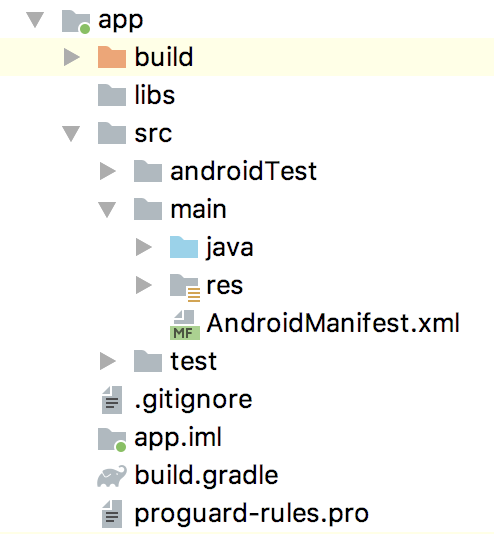 app
build
libs
src
androidTest
main
java
res
MF AndroidManifest.xml
test
.gitignore
app.iml
build.gradle
proguard-rules.pro